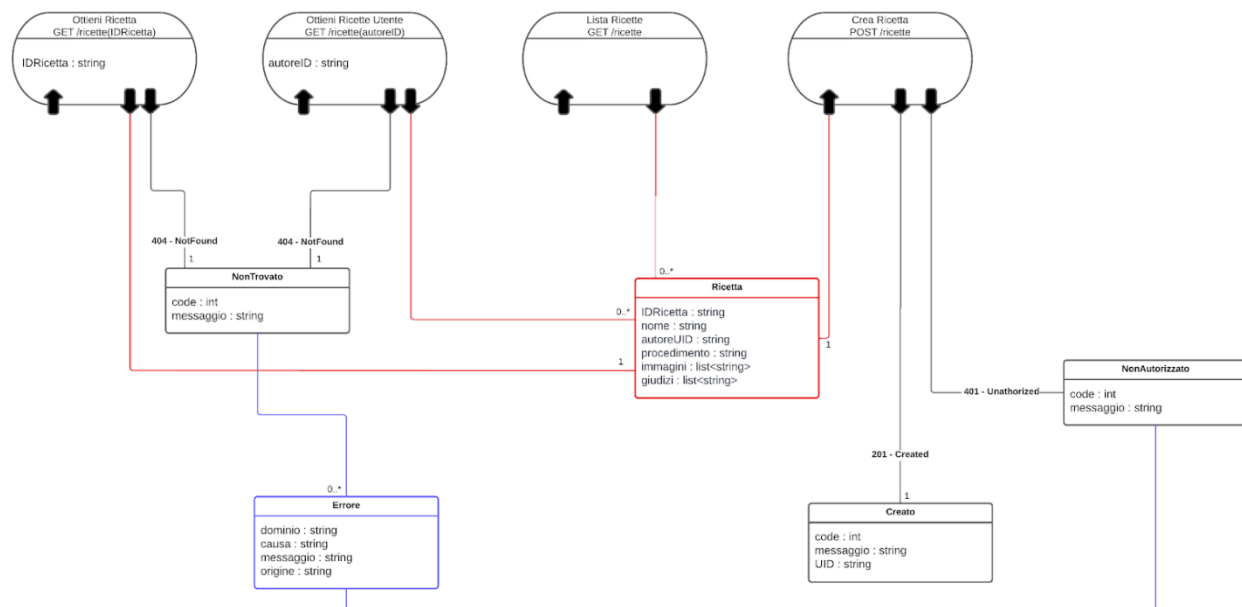 Ottieni Ricetta
GET /ricette(IDRicetta)
IDRicetta : string
Ottieni Ricette Utente
GET /ricette(autoreID)
autoreID : string
Lista Ricette
GET /ricette
Crea Ricetta
POST /ricette
404 - NotFound
1
404 - NotFound
1
NonTrovato
code : int
messaggio : string
0..*
Ricetta
IDRicetta : string
nome : string
autoreUID : string
procedimento : string
immagini : list<string>
giudizi : list<string>
0..*
1
1
NonAutorizzato
code : int
messaggio : string
401 - Unathorized
201 - Created
1
Creato
code : int
messaggio : string
UID : string
0..*
Errore
dominio : string
causa : string
messaggio : string
origine : string